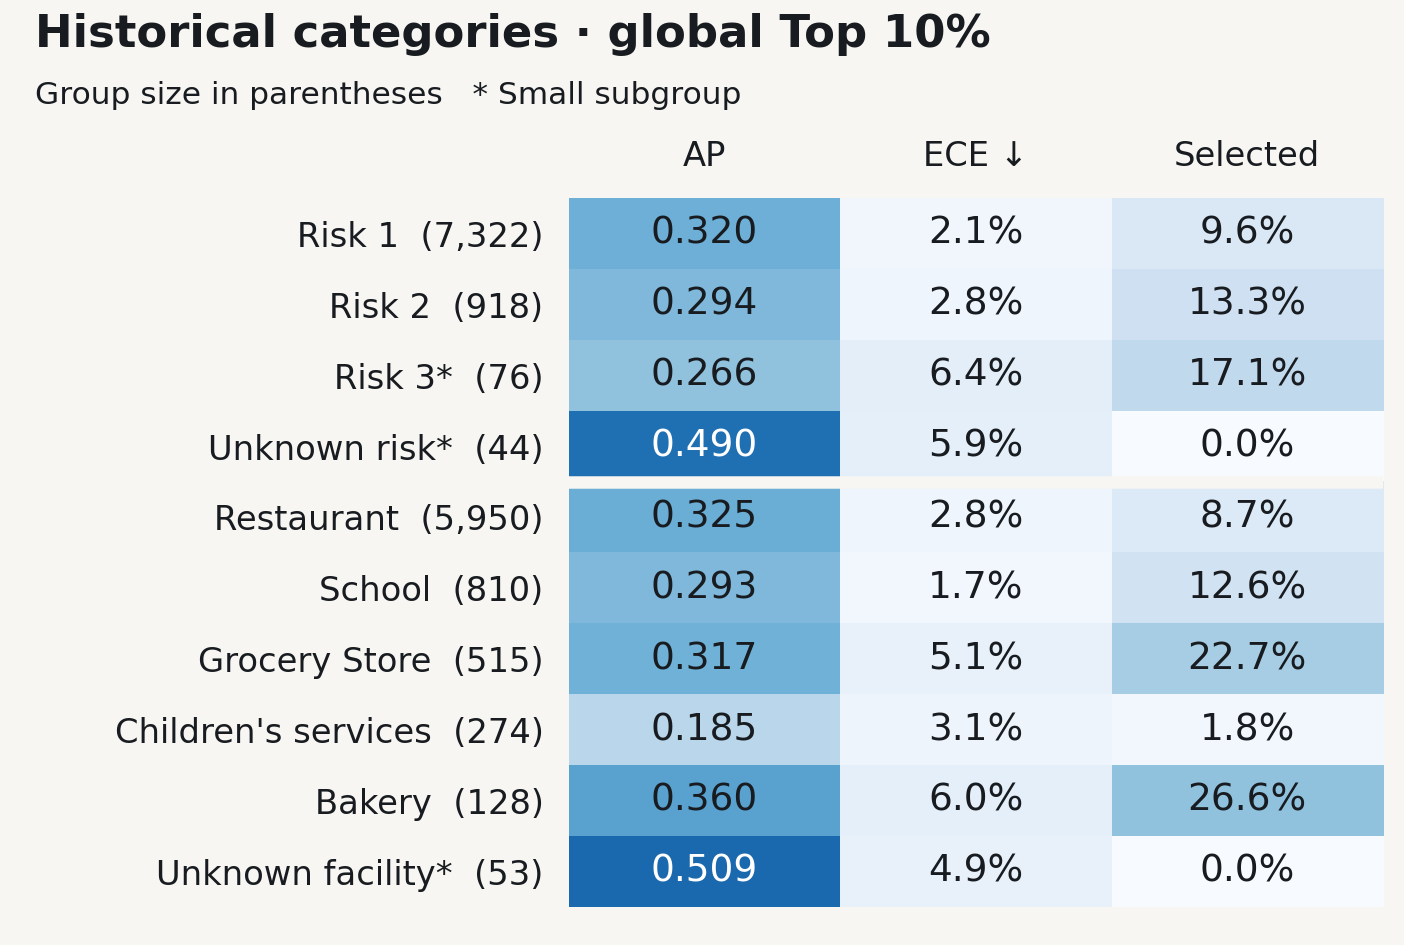 Historical categories · global Top 10%
Group size in parentheses   * Small subgroup
AP   ECE ↓   Selected
Risk 1  (7,322)   0.320   2.1%   9.6%
Risk 2  (918)   0.294   2.8%   13.3%
Risk 3*  (76)   0.266   6.4%   17.1%
Unknown risk*  (44)   0.490   5.9%   0.0%
Restaurant  (5,950)   0.325   2.8%   8.7%
School  (810)   0.293   1.7%   12.6%
Grocery Store  (515)   0.317   5.1%   22.7%
Children's services  (274)   0.185   3.1%   1.8%
Bakery  (128)   0.360   6.0%   26.6%
Unknown facility*  (53)   0.509   4.9%   0.0%